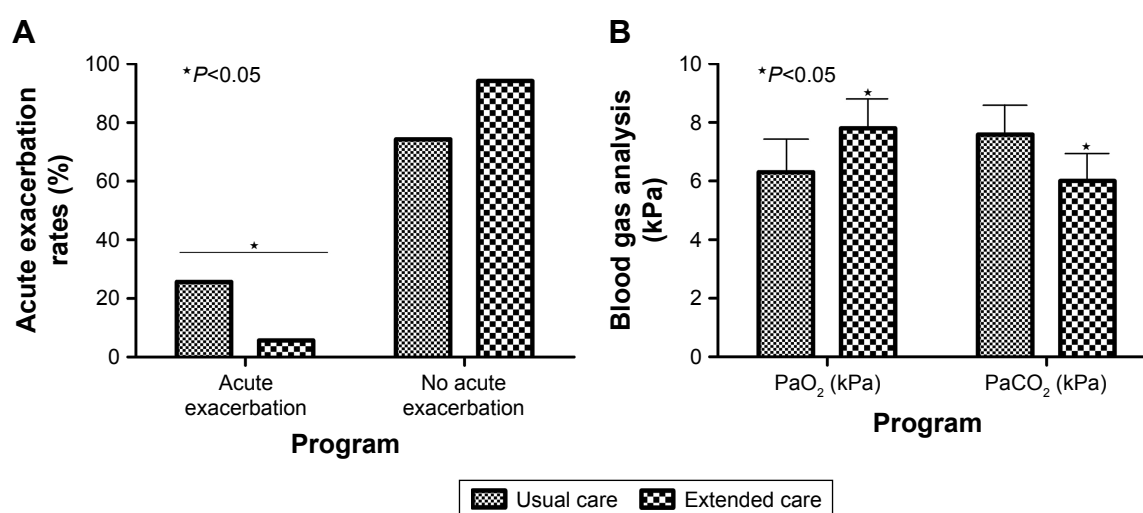 A
Acute exacerbation
rates (%)
100
80
60
40
20
0
★P<0.05
★
Acute
exacerbation
No acute
exacerbation
Program
B
Blood gas analysis
(kPa)
10
8
6
4
2
0
★P<0.05
★
★
PaO₂ (kPa)
PaCO₂ (kPa)
Program
Usual care
Extended care